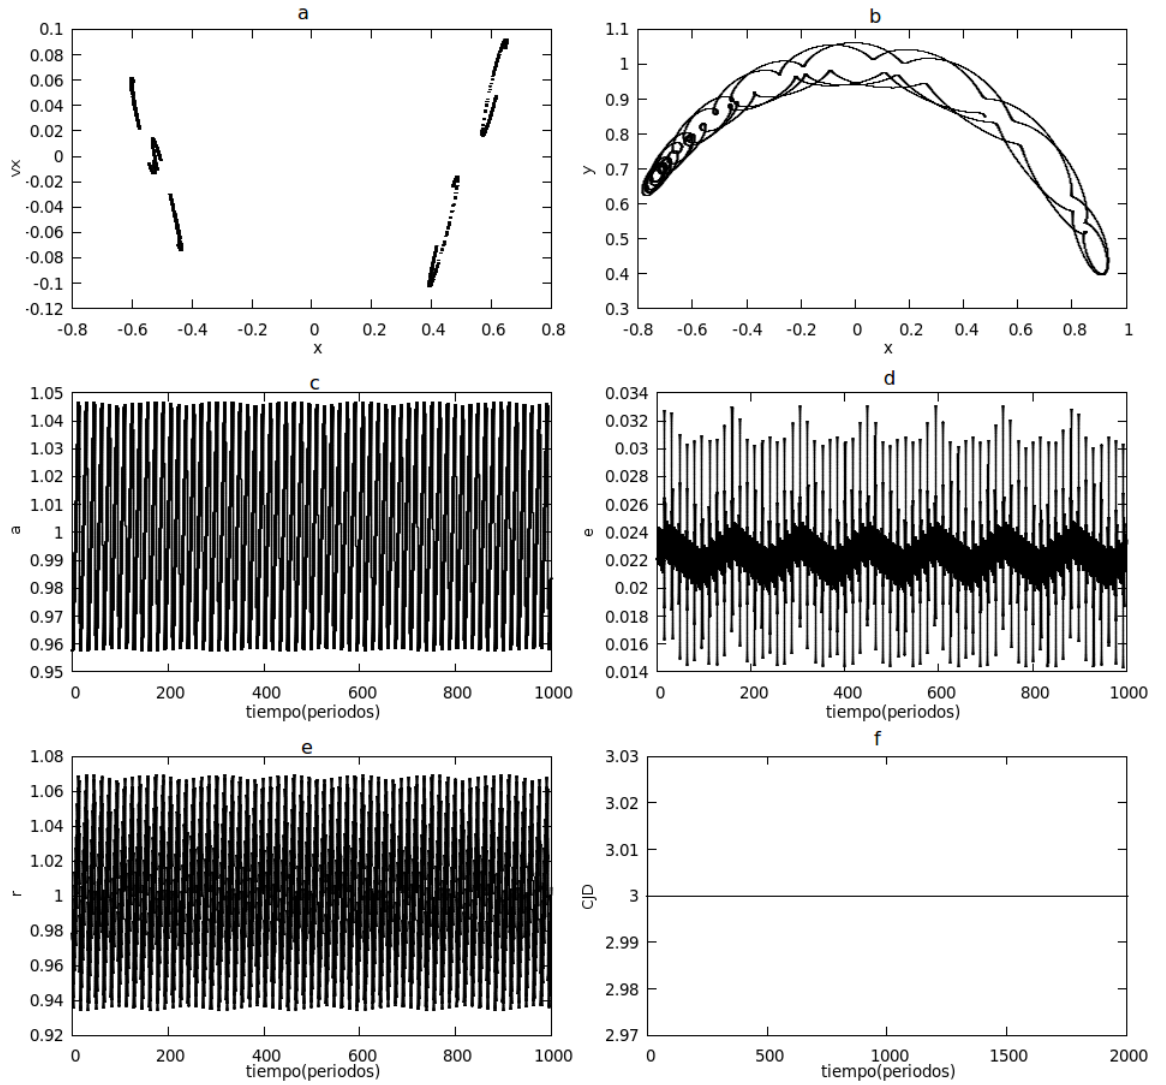 a
0.1
0.08
0.06
0.04
0.02
0
-0.02
-0.04
-0.06
-0.08
-0.1
-0.12
vx
-0.8 -0.6 -0.4 -0.2 0 0.2 0.4 0.6 0.8
x
b
1.1
1
0.9
0.8
0.7
0.6
0.5
0.4
0.3
y
-0.8 -0.6 -0.4 -0.2 0 0.2 0.4 0.6 0.8 1
x
c
1.05
1.04
1.03
1.02
1.01
1
0.99
0.98
0.97
0.96
0.95
a
0 200 400 600 800 1000
tiempo(periodos)
d
0.034
0.032
0.03
0.028
0.026
0.024
0.022
0.02
0.018
0.016
0.014
e
0 200 400 600 800 1000
tiempo(periodos)
e
1.08
1.06
1.04
1.02
1
0.98
0.96
0.94
0.92
r
0 200 400 600 800 1000
tiempo(periodos)
f
3.03
3.02
3.01
3
2.99
2.98
2.97
CJD
0 500 1000 1500 2000
tiempo(periodos)